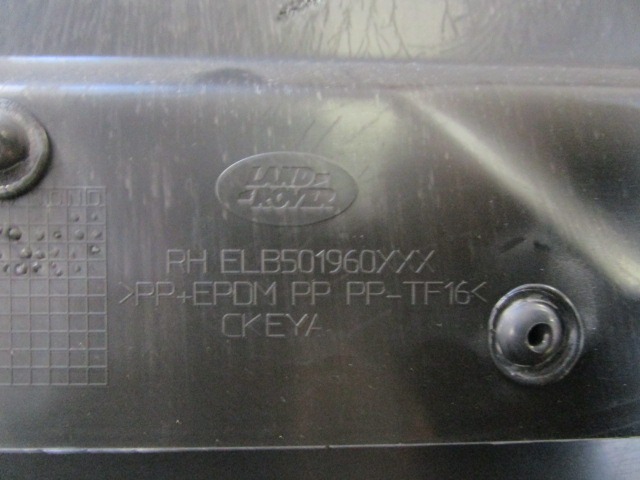 LAND-
-ROVER
RH ELB501960XXX
>PP+EPDM PP PP-TF16<
CKEYA